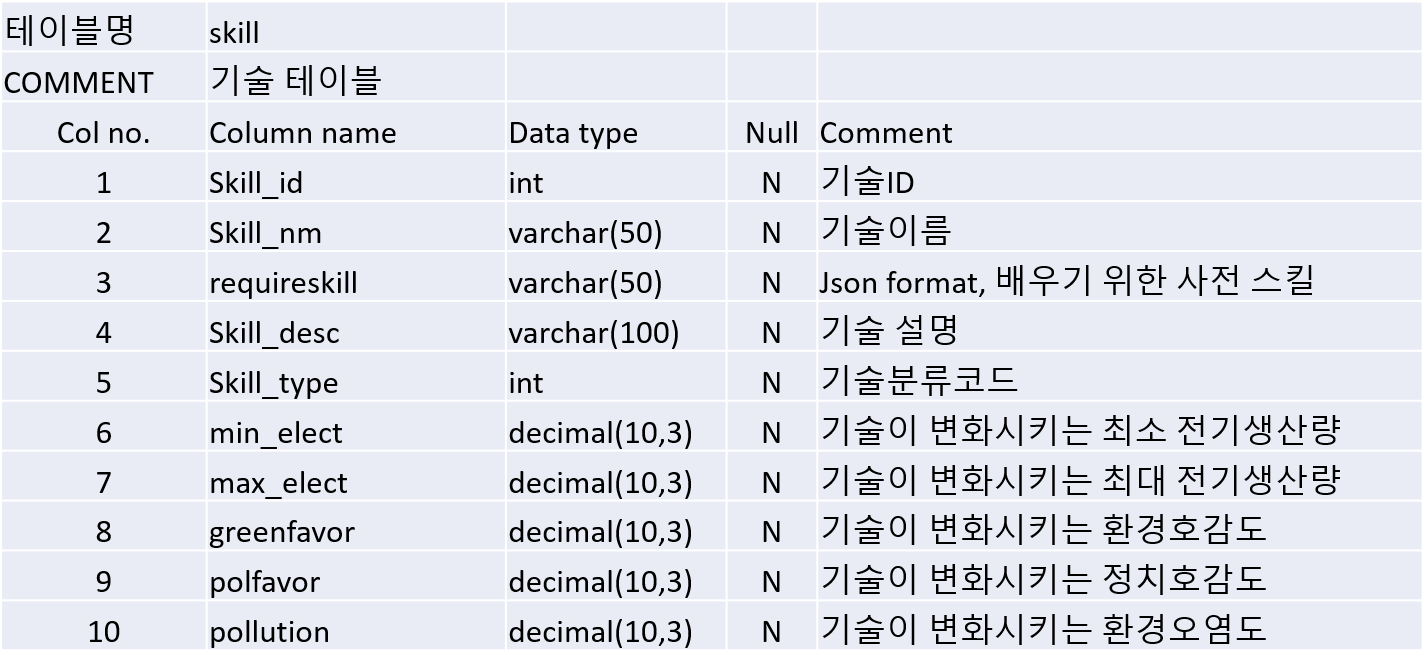 테이블명 skill
COMMENT 기술 테이블
Col no. Column name Data type Null Comment
1 Skill_id int N 기술ID
2 Skill_nm varchar(50) N 기술이름
3 requireskill varchar(50) N Json format, 배우기 위한 사전 스킬
4 Skill_desc varchar(100) N 기술 설명
5 Skill_type int N 기술분류코드
6 min_elect decimal(10,3) N 기술이 변화시키는 최소 전기생산량
7 max_elect decimal(10,3) N 기술이 변화시키는 최대 전기생산량
8 greenfavor decimal(10,3) N 기술이 변화시키는 환경호감도
9 polfavor decimal(10,3) N 기술이 변화시키는 정치호감도
10 pollution decimal(10,3) N 기술이 변화시키는 환경오염도